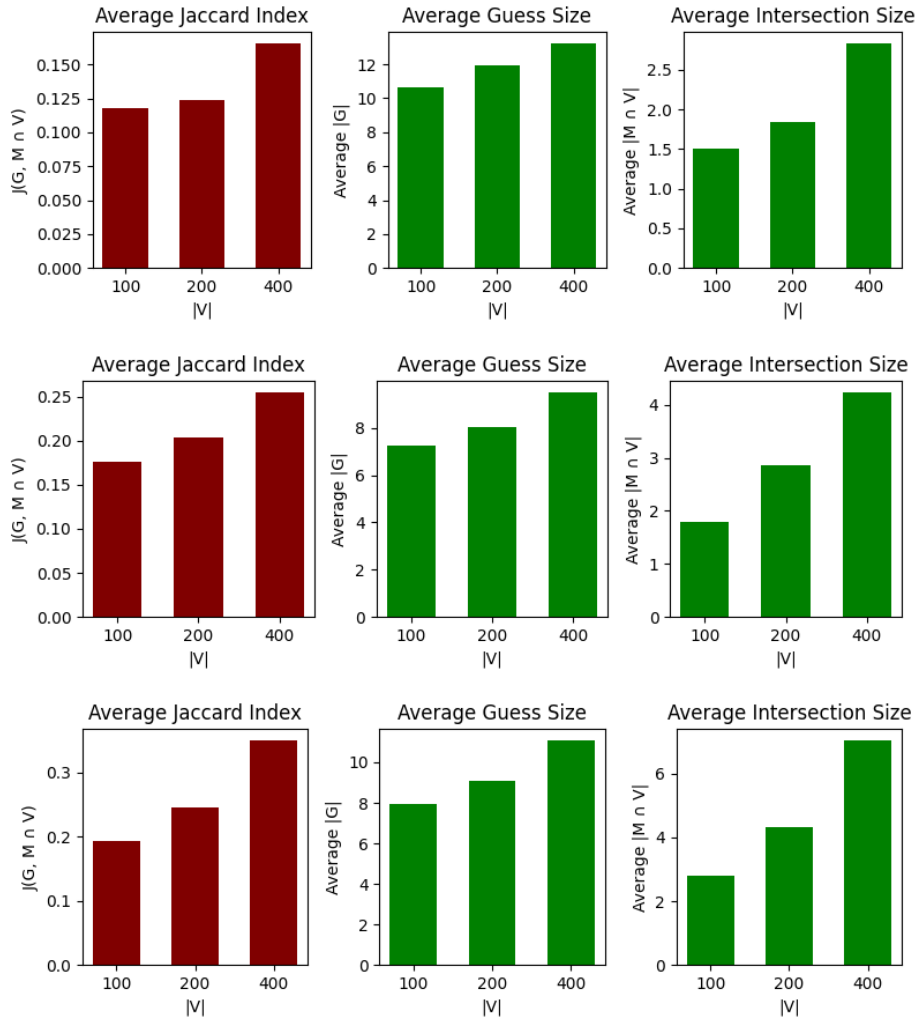 Average Jaccard Index
J(G, M ∩ V)
0.150
0.125
0.100
0.075
0.050
0.025
0.000
100 200 400
|V|
Average Guess Size
Average |G|
12
10
8
6
4
2
0
100 200 400
|V|
Average Intersection Size
Average |M ∩ V|
2.5
2.0
1.5
1.0
0.5
0.0
100 200 400
|V|
Average Jaccard Index
J(G, M ∩ V)
0.25
0.20
0.15
0.10
0.05
0.00
100 200 400
|V|
Average Guess Size
Average |G|
8
6
4
2
0
100 200 400
|V|
Average Intersection Size
Average |M ∩ V|
4
3
2
1
0
100 200 400
|V|
Average Jaccard Index
J(G, M ∩ V)
0.3
0.2
0.1
0.0
100 200 400
|V|
Average Guess Size
Average |G|
10
8
6
4
2
0
100 200 400
|V|
Average Intersection Size
Average |M ∩ V|
6
4
2
0
100 200 400
|V|